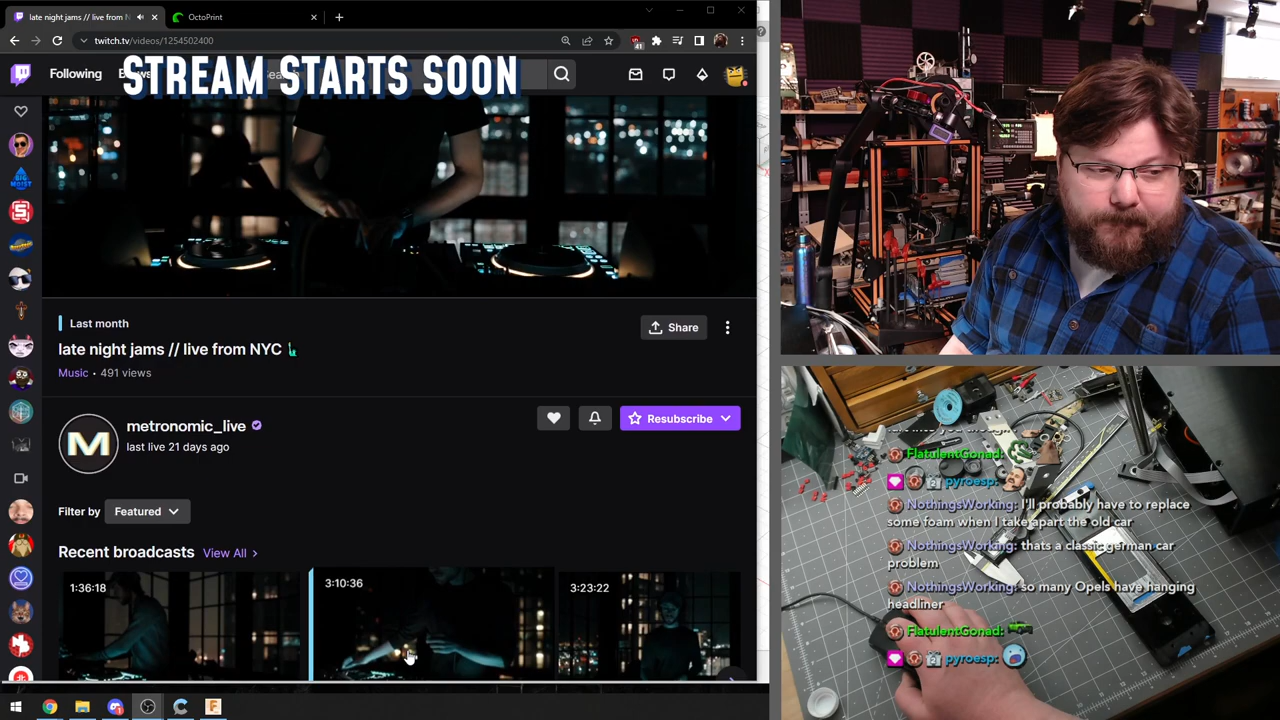 late night jams // live from N
OctoPrint
twitch.tv/videos/1254502400
41
STREAM STARTS SOON
Following
BIG MOIST
Last month
Share
late night jams // live from NYC
Music • 491 views
M
metronomic_live
last live 21 days ago
Resubscribe
Filter by
Featured
Recent broadcasts
View All
1:36:18
3:10:36
3:23:22
FlatulentGonad:
pyroesp:
NothingsWorking: I'll probably have to replace
some foam when I take apart the old car
NothingsWorking: thats a classic german car
problem
NothingsWorking: so many Opels have hanging
headliner
FlatulentGonad:
pyroesp: